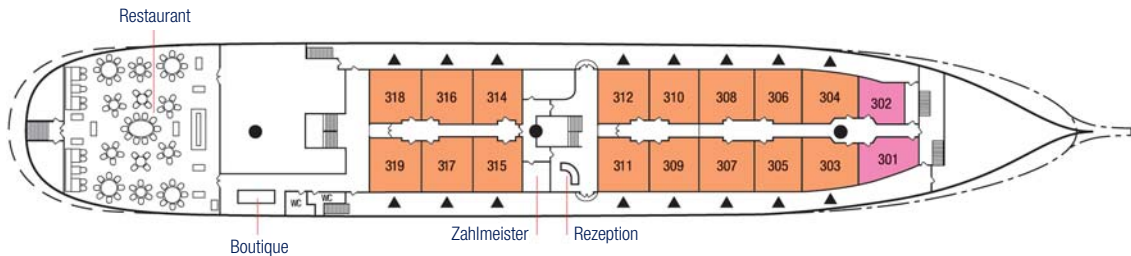 Restaurant
318 316 314 312 310 308 306 304 302
319 317 315 311 309 307 305 303 301
WC WC
Boutique Zahlmeister Rezeption